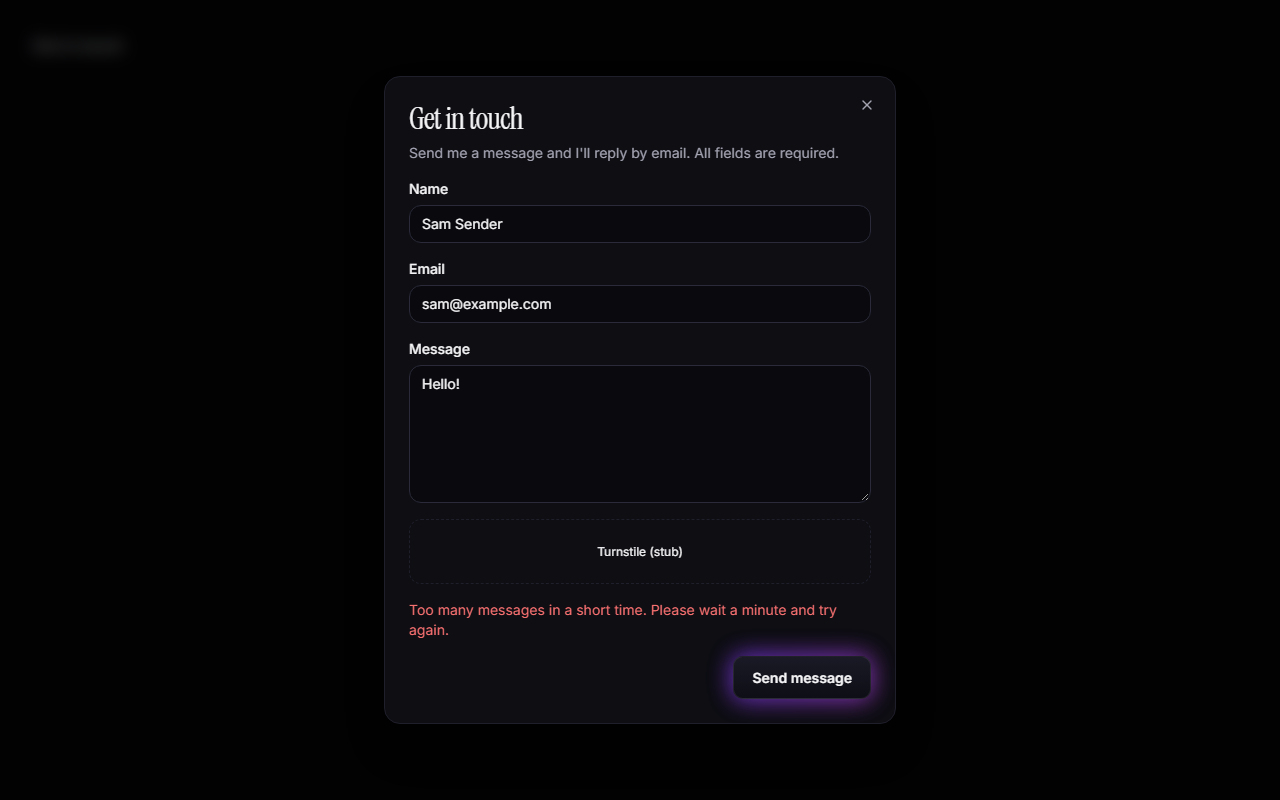 Get in touch
Send me a message and I'll reply by email. All fields are required.
Name
Sam Sender
Email
sam@example.com
Message
Hello!
Turnstile (stub)
Too many messages in a short time. Please wait a minute and try
again.
Send message